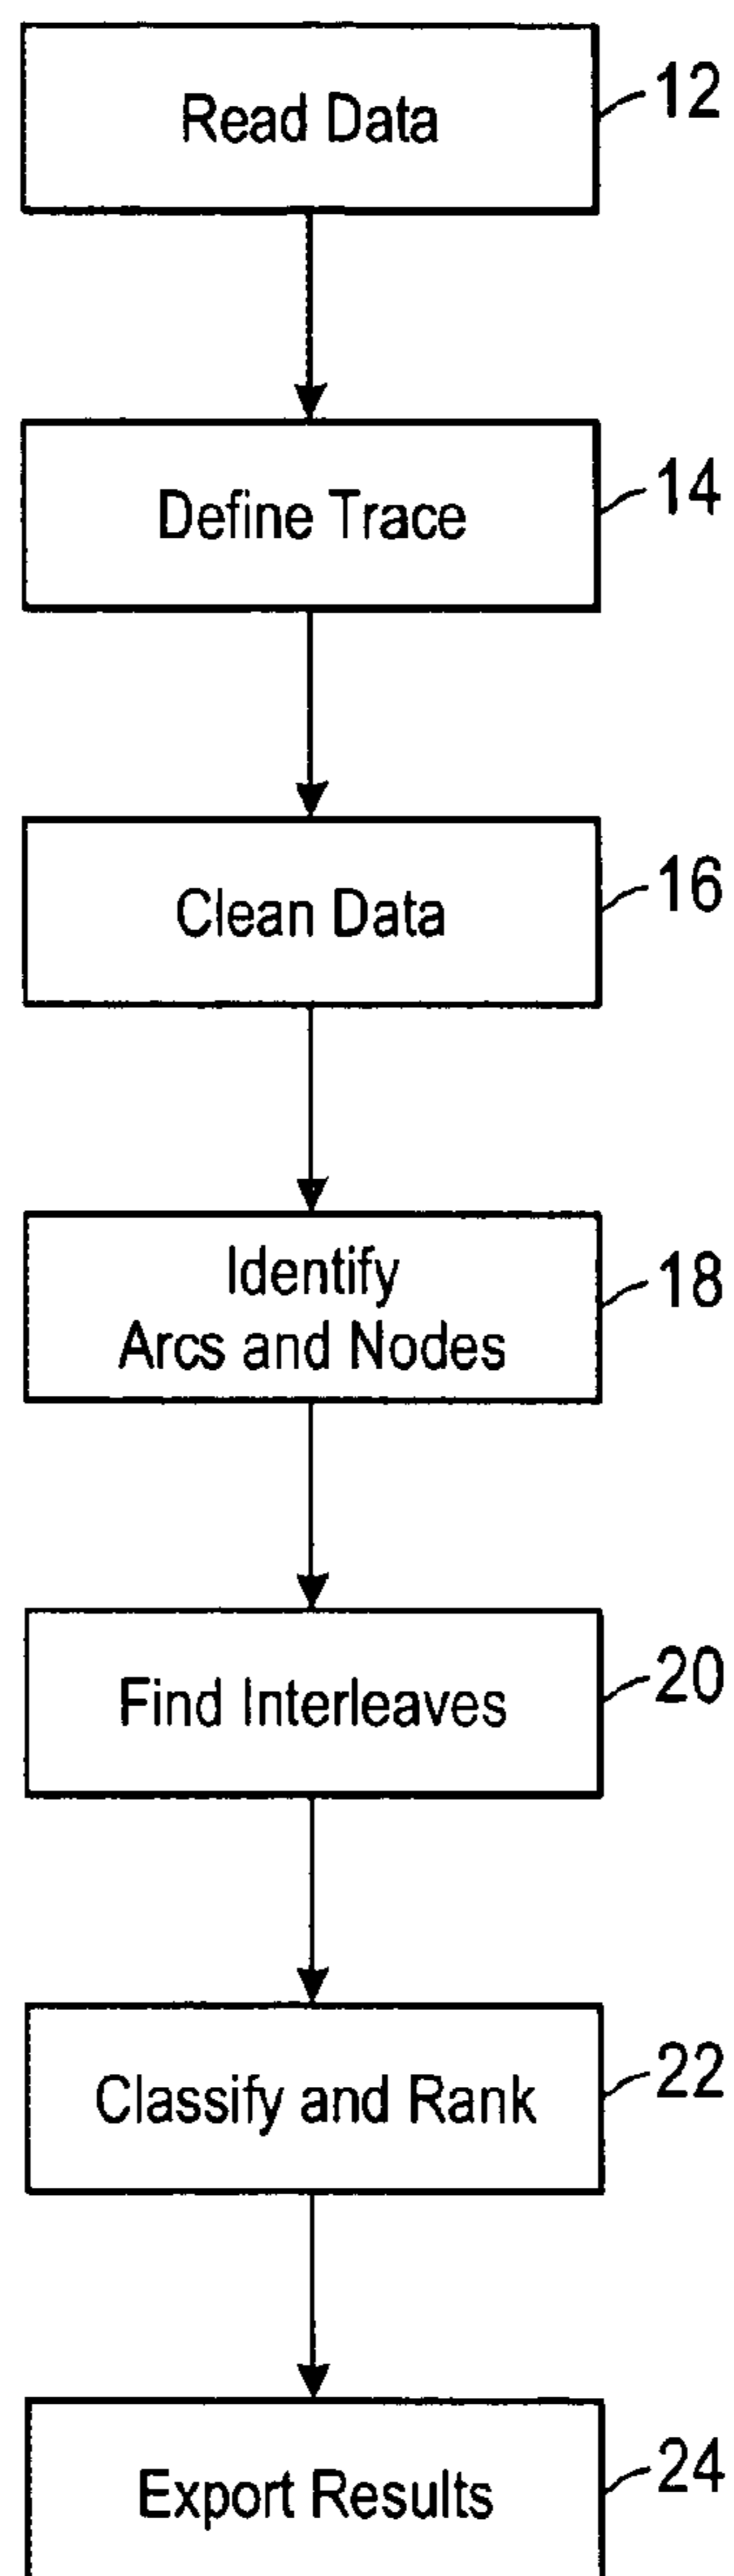 Read Data
12
Define Trace
14
Clean Data
16
Identify
Arcs and Nodes
18
Find Interleaves
20
Classify and Rank
22
Export Results
24